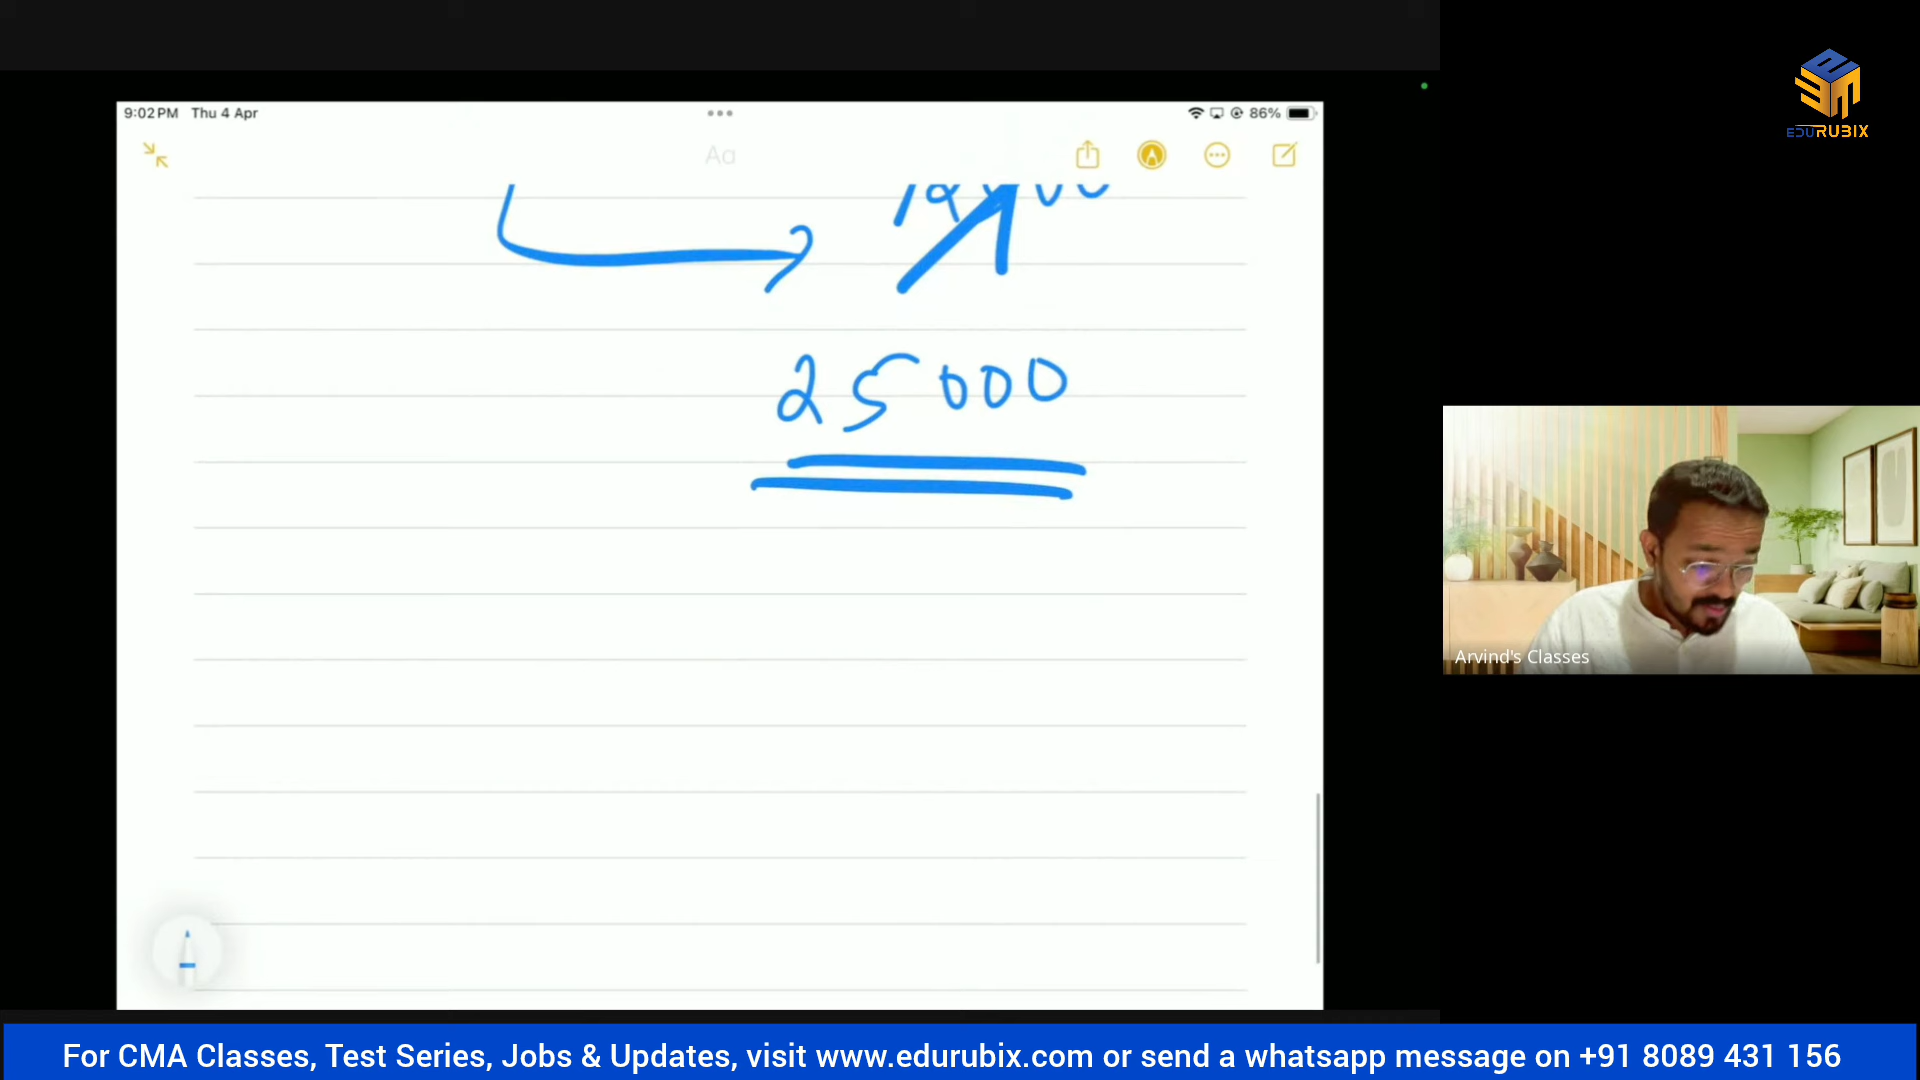 EDURUBIX
9:02 PM Thu 4 Apr
86%
Aa
25000
Arvind's Classes
For CMA Classes, Test Series, Jobs & Updates, visit www.edurubix.com or send a whatsapp message on +91 8089 431 156